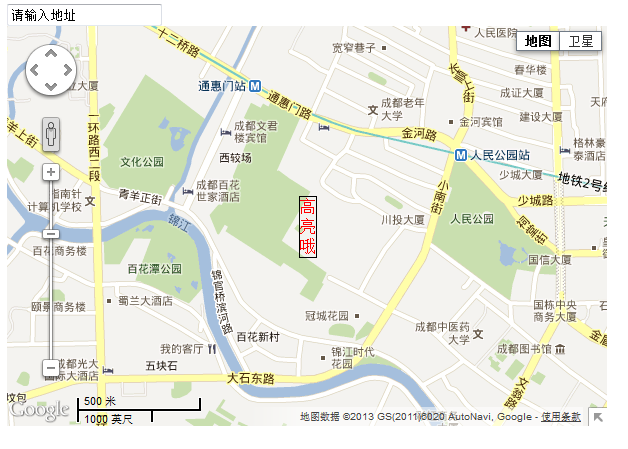 请输入地址
人民医院
地图 卫星
十二桥路
宽窄巷子
长富上街
春华楼
通惠门站
成证大厦
成都老年
大学
通惠门路
一环路西二段
金河宾馆
建设大厦
成都文君
楼宾馆
金河路
格林豪
泰酒店
羊上街
文化公园
西较场
人民公园站
少城大厦
地铁2号线
指南针
计算机学校
青羊正街
成都百花
世家酒店
小南街
少城路
高
亮
哦
锦江
川投大厦
人民公园
祠堂街
百花商务楼
国信大厦
百花潭公园
锦官桥滨河路
颐景商务楼
蜀兰大酒店
冠城花园
国栋中央
商务大厦
百花新村
成都中医药
大学
我的客厅
锦江时代
花园
成都图书馆
成都光大
国际大酒店
五块石
大石东路
文翁路
500 米
1000 英尺
Google
地图数据 ©2013 GS(2011)6020 AutoNavi, Google - 使用条款